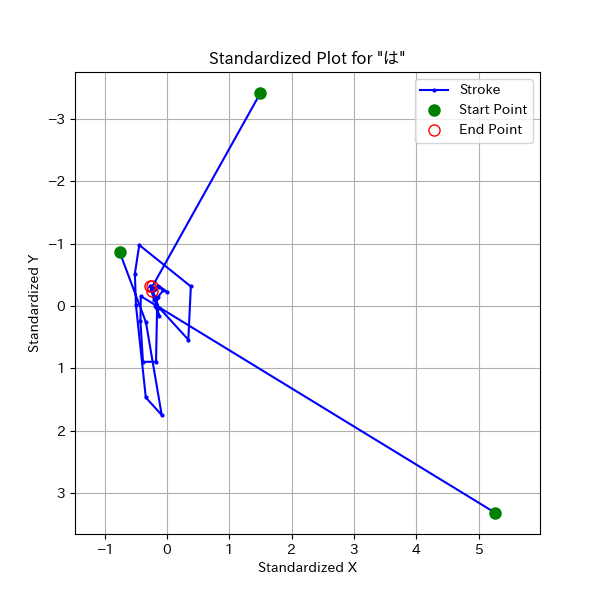 Standardized Plot for "は"
Stroke
Start Point
End Point
−3
−2
−1
0
1
2
3
Standardized Y
−1
0
1
2
3
4
5
Standardized X